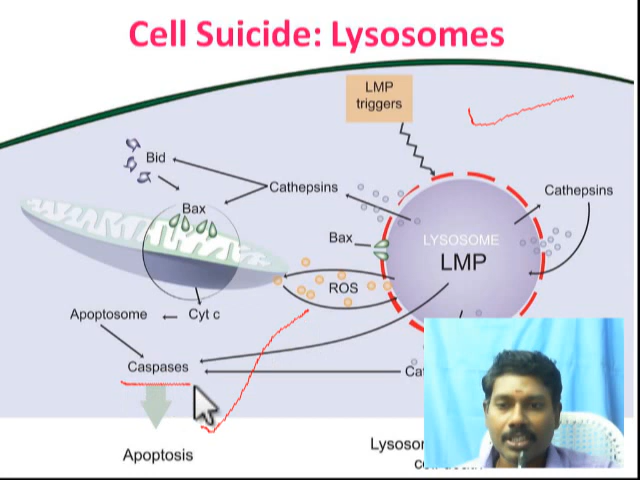 Cell Suicide: Lysosomes
LMP
triggers
Bid
Cathepsins
Cathepsins
Bax
Bax
LYSOSOME
LMP
ROS
Apoptosome
Cyt c
Caspases
Apoptosis